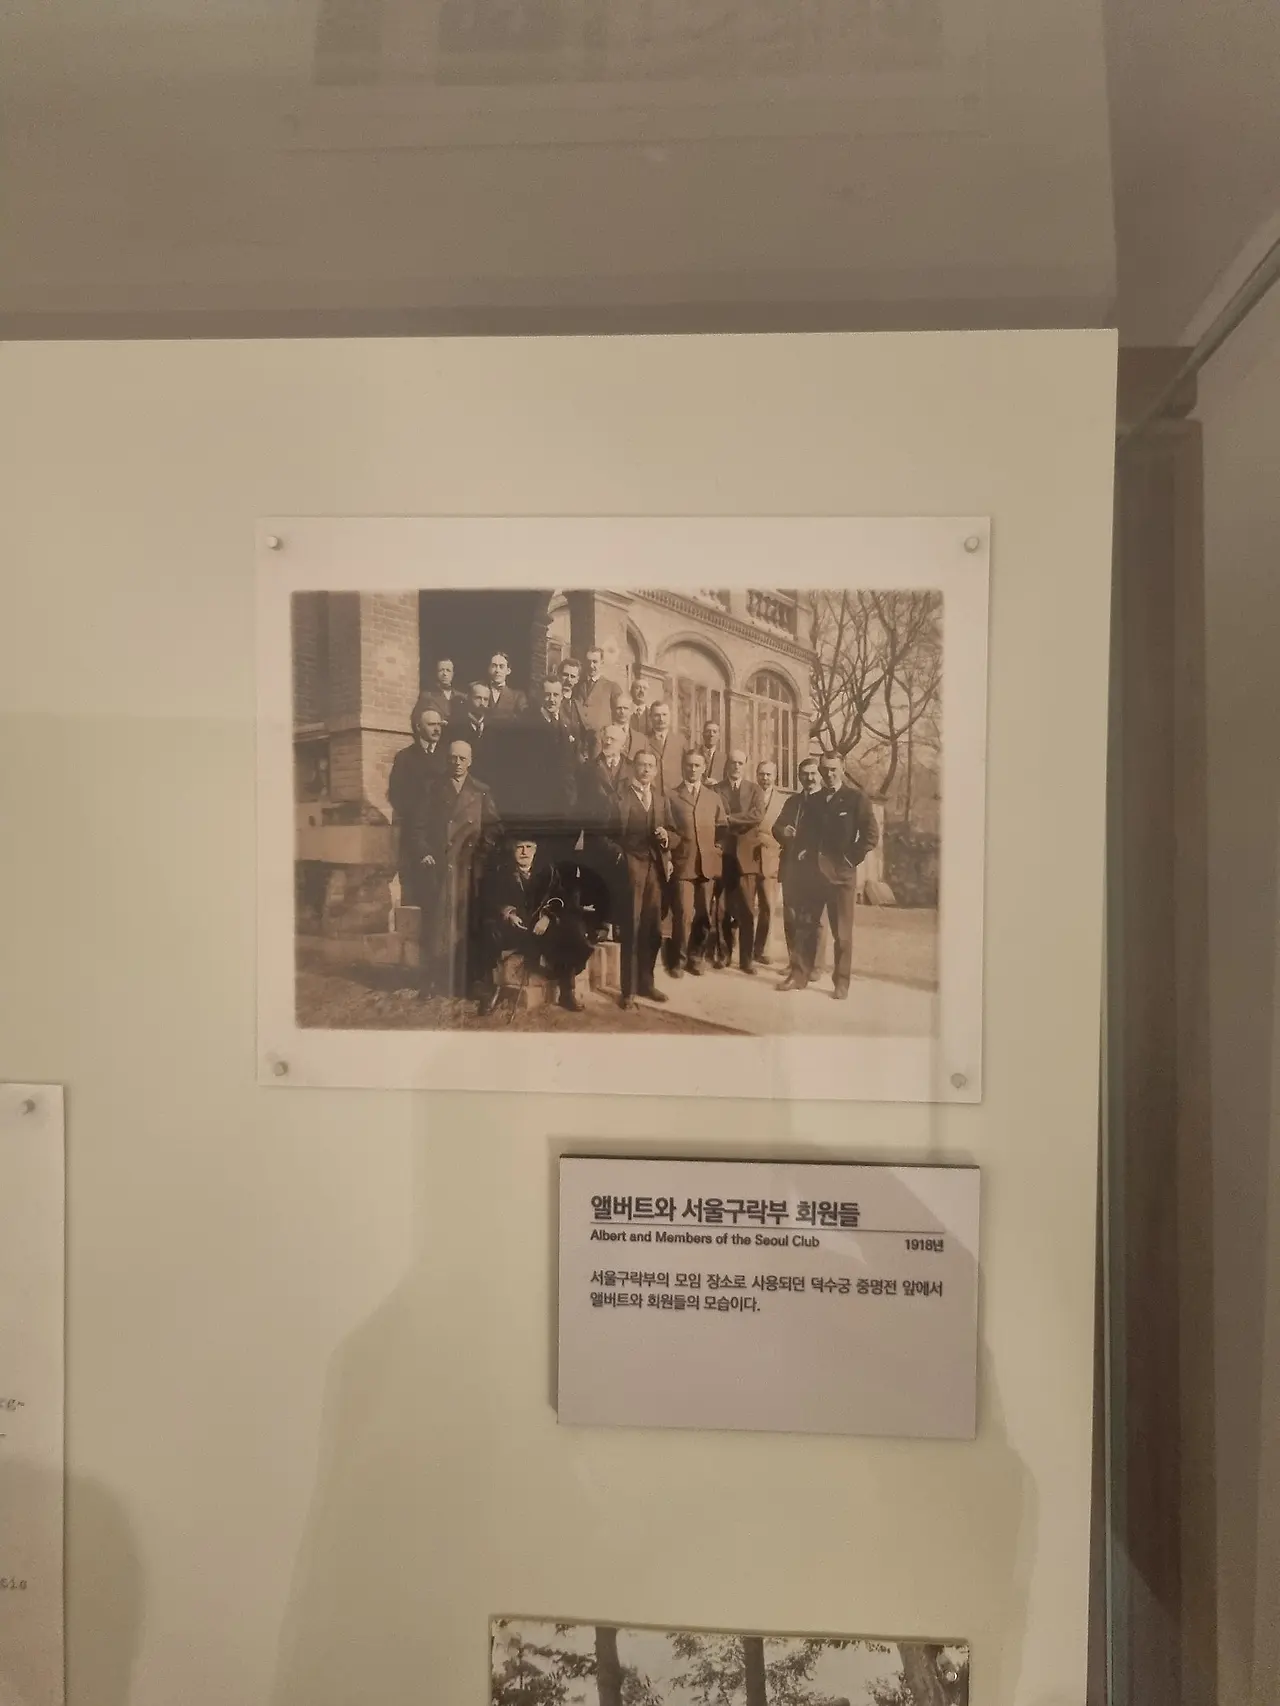 앨버트와 서울구락부 회원들
Albert and Members of the Seoul Club 1918년
서울구락부의 모임 장소로 사용되던 덕수궁 중명전 앞에서
앨버트와 회원들의 모습이다.